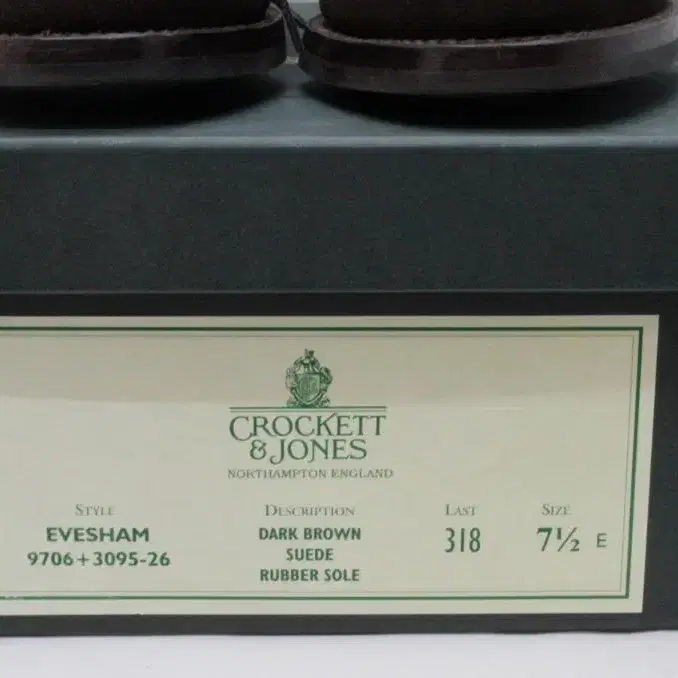 CROCKETT
& JONES
NORTHAMPTON ENGLAND
STYLE
EVESHAM
9706+3095-26
DESCRIPTION
DARK BROWN
SUEDE
RUBBER SOLE
LAST
318
SIZE
7½ E